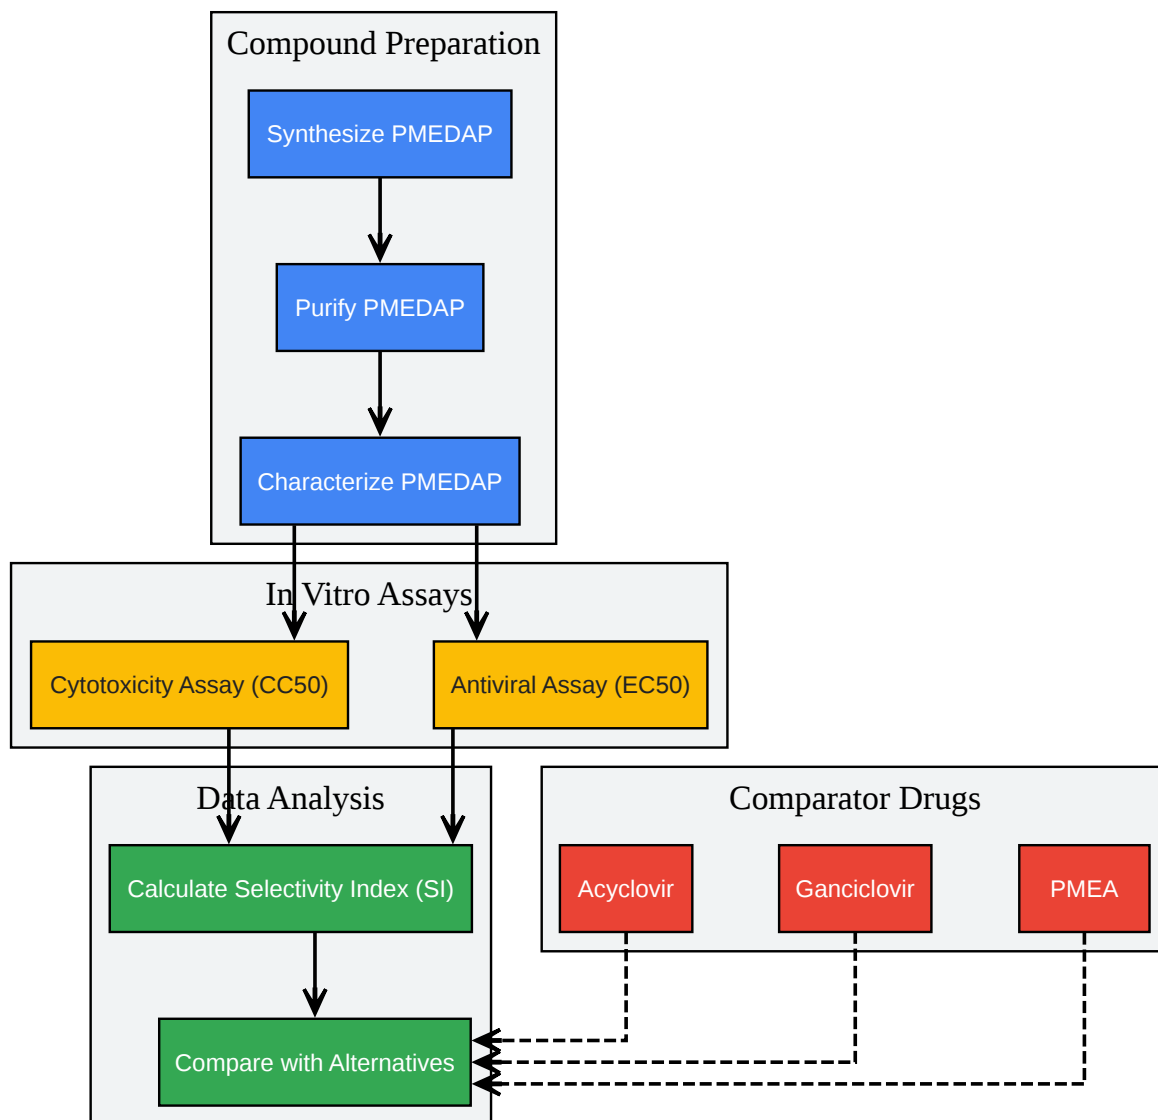 Compound Preparation
Synthesize PMEDAP
Purify PMEDAP
Characterize PMEDAP
In Vitro Assays
Cytotoxicity Assay (CC50)
Antiviral Assay (EC50)
Data Analysis
Comparator Drugs
Calculate Selectivity Index (SI)
Acyclovir
Ganciclovir
PMEA
Compare with Alternatives